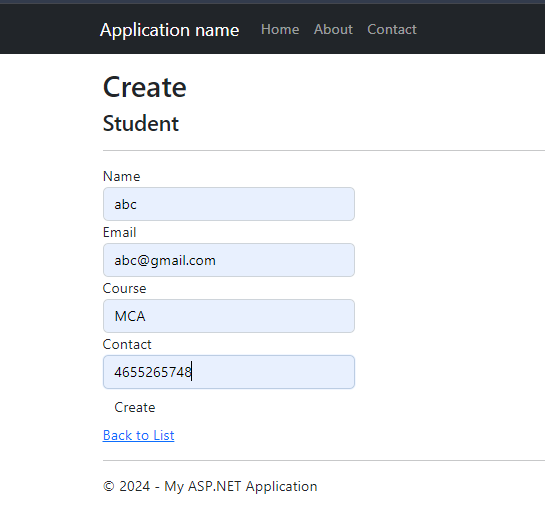 Application name Home About Contact
Create
Student
Name
abc
Email
abc@gmail.com
Course
MCA
Contact
4655265748
Create
Back to List
© 2024 - My ASP.NET Application